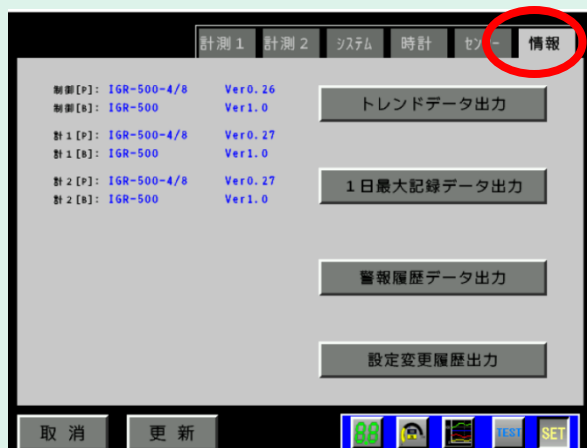 計測1 計測2 システム 時計 センサー 情報
制御[P]: IGR-500-4/8 Ver0.26
制御[B]: IGR-500 Ver1.0
計1[P]: IGR-500-4/8 Ver0.27
計1[B]: IGR-500 Ver1.0
計2[P]: IGR-500-4/8 Ver0.27
計2[B]: IGR-500 Ver1.0
トレンドデータ出力
1日最大記録データ出力
警報履歴データ出力
設定変更履歴出力
取消 更新 88 TEST SET